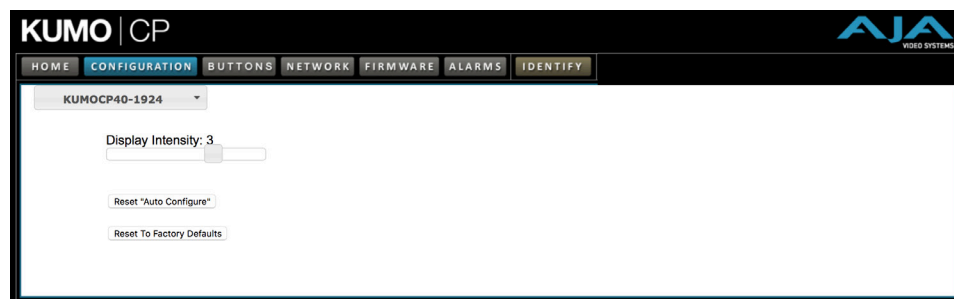 KUMO | CP
AJA
VIDEO SYSTEMS
HOME CONFIGURATION BUTTONS NETWORK FIRMWARE ALARMS IDENTIFY
KUMOCP40-1924
Display Intensity: 3
Reset "Auto Configure"
Reset To Factory Defaults